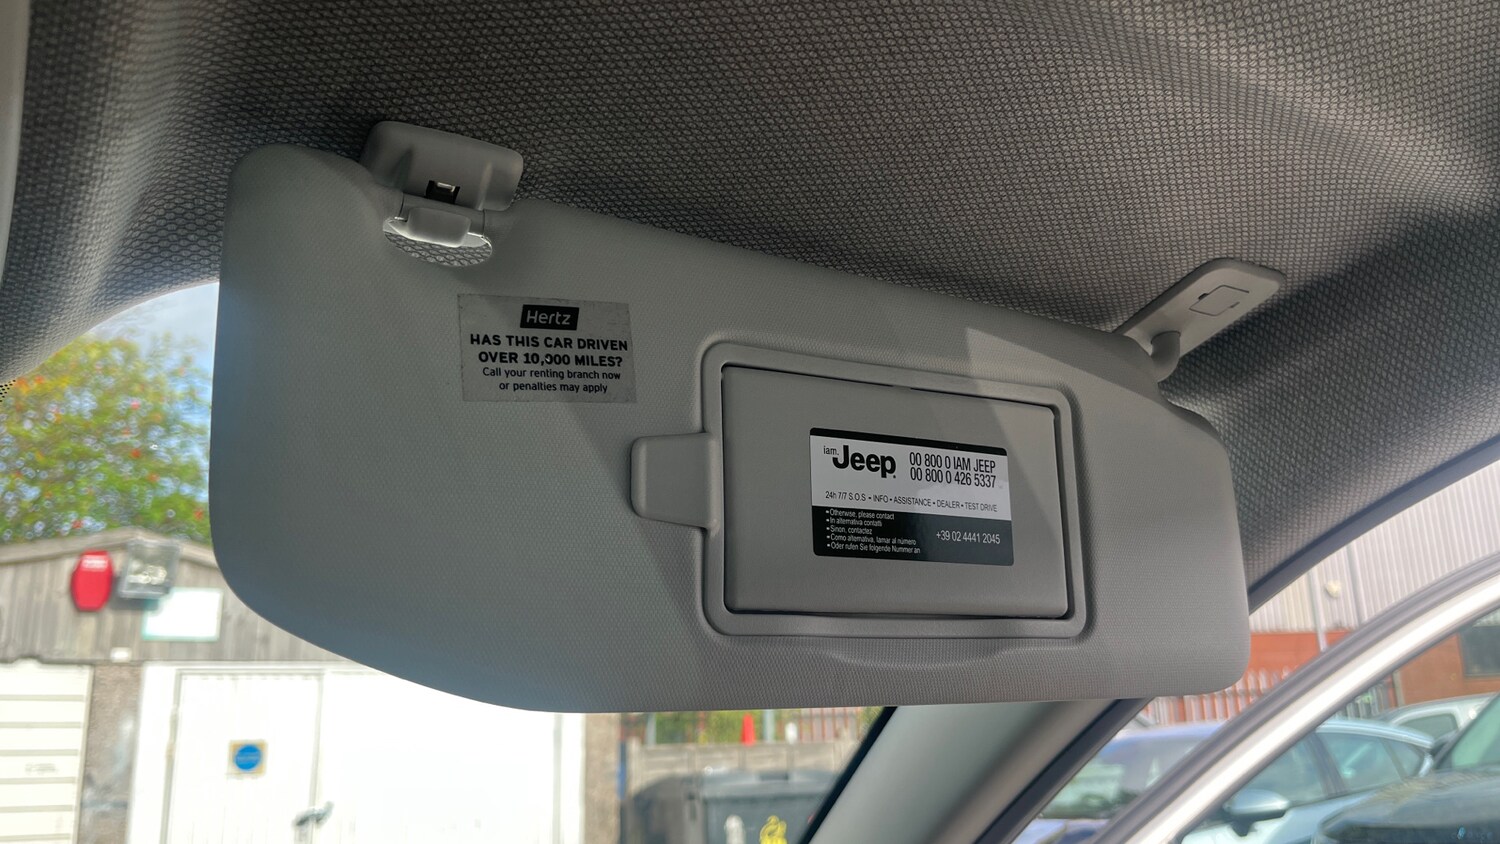 Hertz
HAS THIS CAR DRIVEN
OVER 10,000 MILES?
Call your renting branch now
or penalties may apply
iam.Jeep.
00 800 0 IAM JEEP
00 800 0 426 5337
24h 7/7 S.O.S • INFO • ASSISTANCE • DEALER • TEST DRIVE
•Otherwise, please contact
•In alternativa contatti
•Sinon, contactez
•Como alternativa, lamar al número
•Oder rufen Sie folgende Nummer an
+39 02 4441 2045